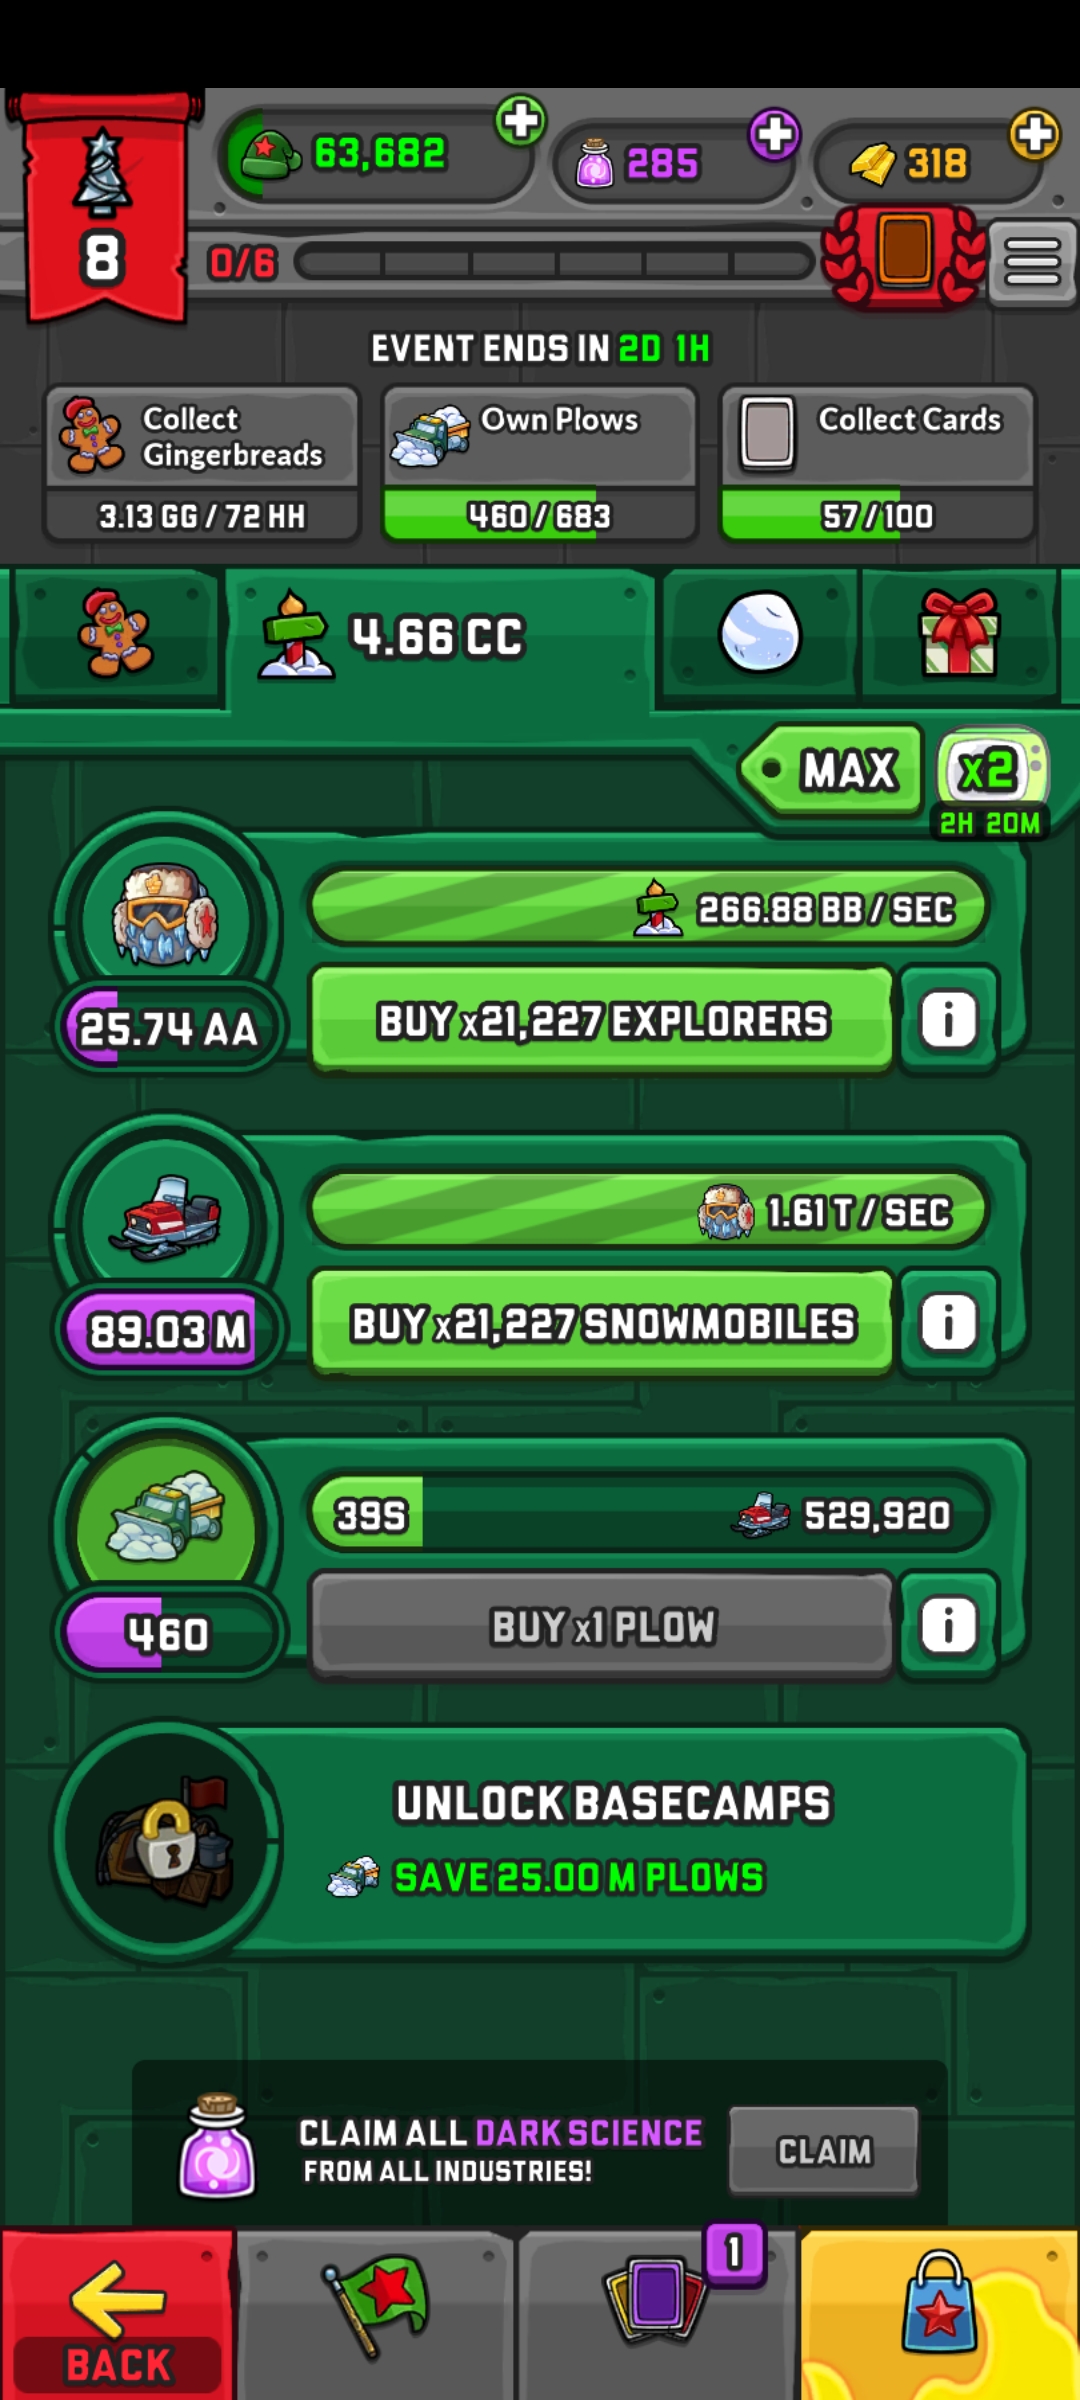 63,682
285
318
8
0/6
EVENT ENDS IN 2D 1H
Collect
Gingerbreads
3.13 GG / 72 HH
Own Plows
460 / 683
Collect Cards
57 / 100
4.66 CC
MAX
x2
2H 20M
266.88 BB / SEC
25.74 AA
BUY x21,227 EXPLORERS
i
1.61 T / SEC
89.03 M
BUY x21,227 SNOWMOBILES
i
39S
529,920
460
BUY x1 PLOW
i
UNLOCK BASECAMPS
SAVE 25.00 M PLOWS
CLAIM ALL DARK SCIENCE
FROM ALL INDUSTRIES!
CLAIM
1
BACK